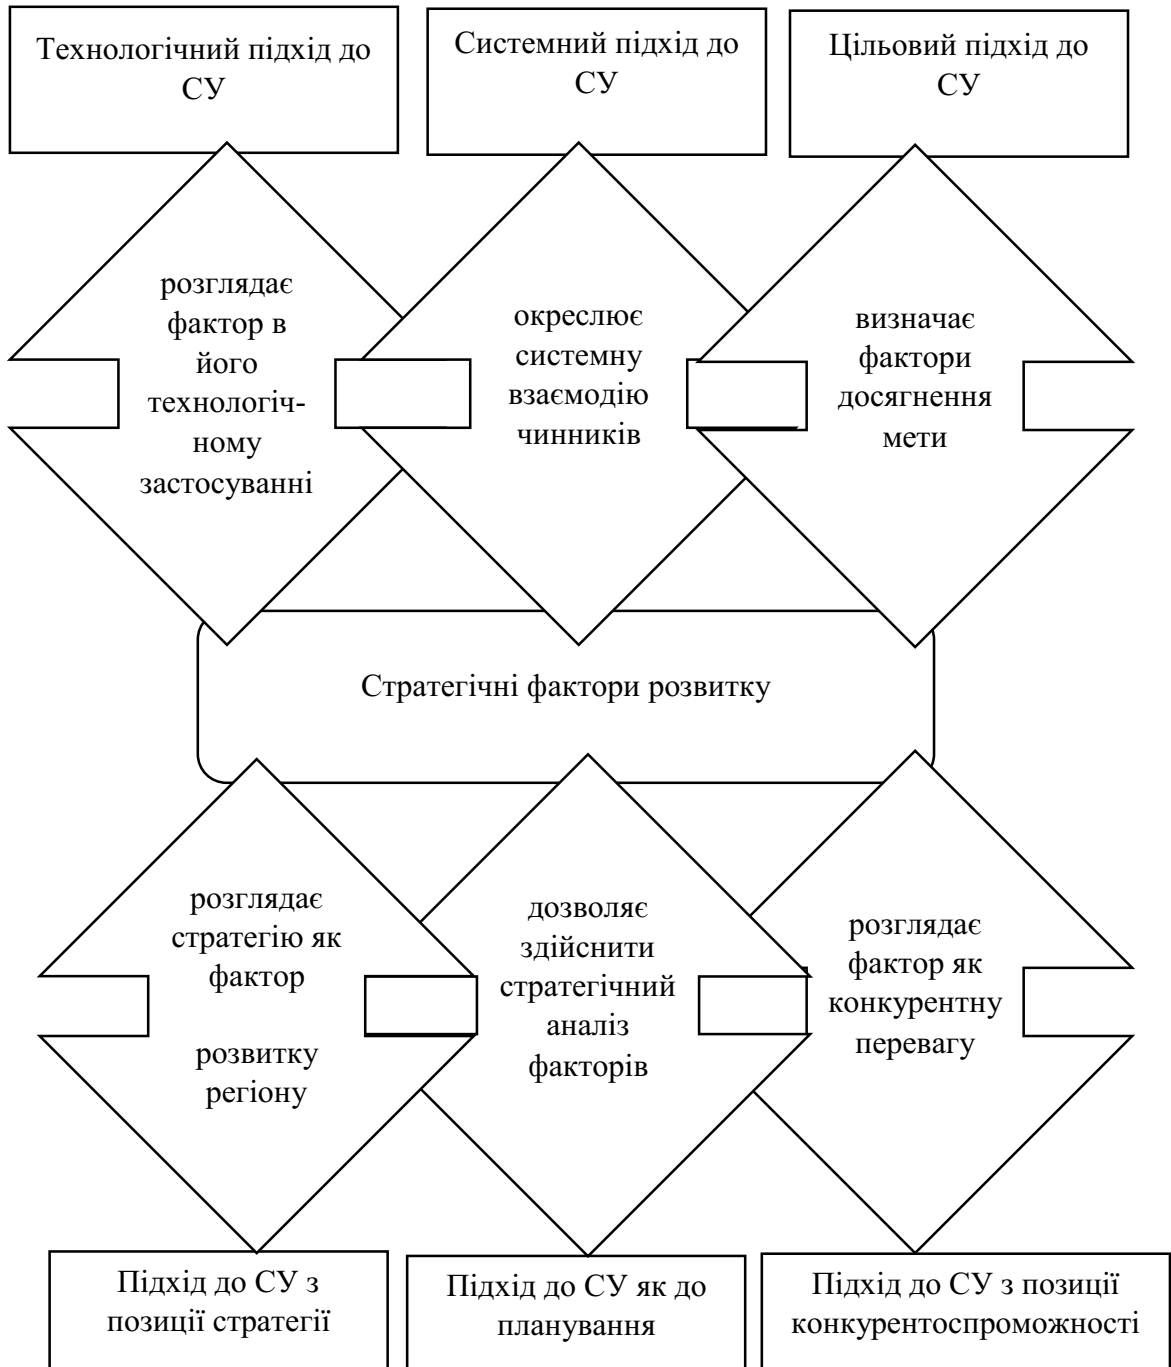 Технологічний підхід до
СУ
Системний підхід до
СУ
Цільовий підхід до
СУ
розглядає
фактор в
його
технологіч-
ному
застосуванні
окреслює
системну
взаємодію
чинників
визначає
фактори
досягнення
мети
Стратегічні фактори розвитку
розглядає
стратегію як
фактор
розвитку
регіону
дозволяє
здійснити
стратегічний
аналіз
факторів
розглядає
фактор як
конкурентну
перевагу
Підхід до СУ з
позиції стратегії
Підхід до СУ як до
планування
Підхід до СУ з позиції
конкурентоспроможності